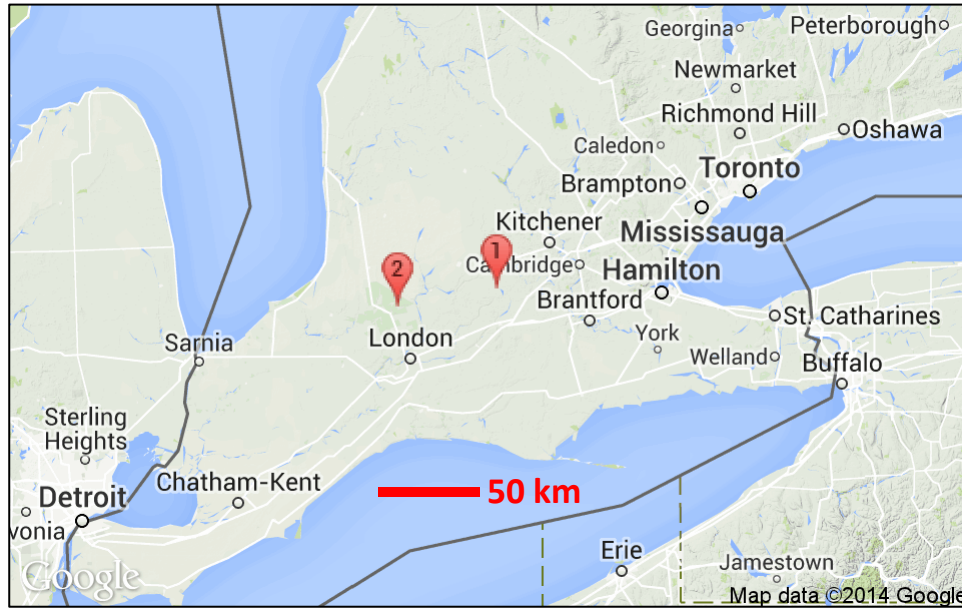 Georgina
Peterborough
Newmarket
Richmond Hill
Oshawa
Caledon
Toronto
Brampton
Kitchener
Mississauga
1
Cambridge
2
Hamilton
Brantford
St. Catharines
London
York
Sarnia
Welland
Buffalo
Sterling
Heights
Chatham-Kent
50 km
Detroit
vonia
Erie
Jamestown
Google
Map data ©2014 Google